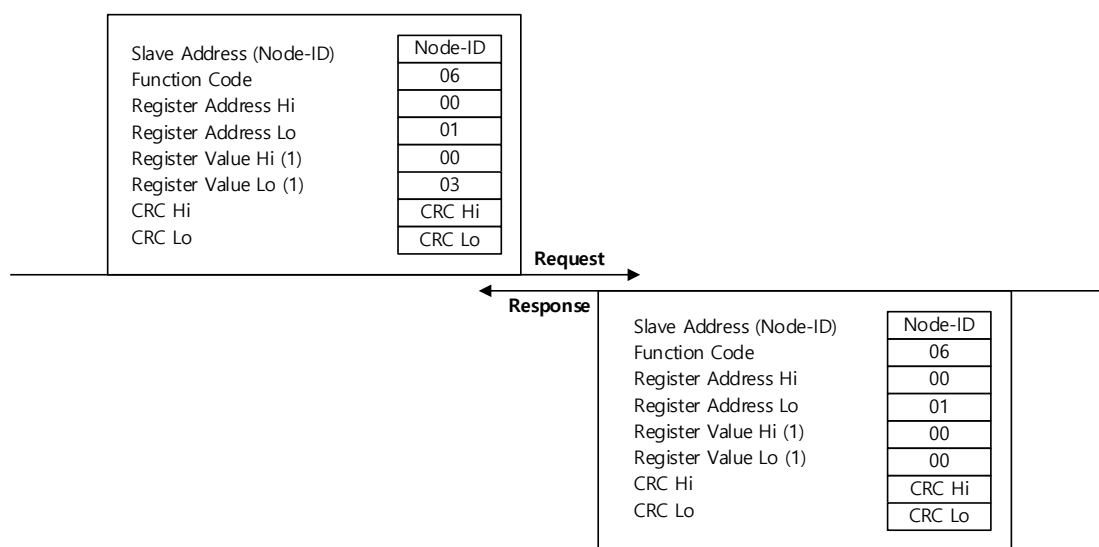 Slave Address (Node-ID) Node-ID
Function Code 06
Register Address Hi 00
Register Address Lo 01
Register Value Hi (1) 00
Register Value Lo (1) 03
CRC Hi CRC Hi
CRC Lo CRC Lo
Request
Response
Slave Address (Node-ID) Node-ID
Function Code 06
Register Address Hi 00
Register Address Lo 01
Register Value Hi (1) 00
Register Value Lo (1) 00
CRC Hi CRC Hi
CRC Lo CRC Lo